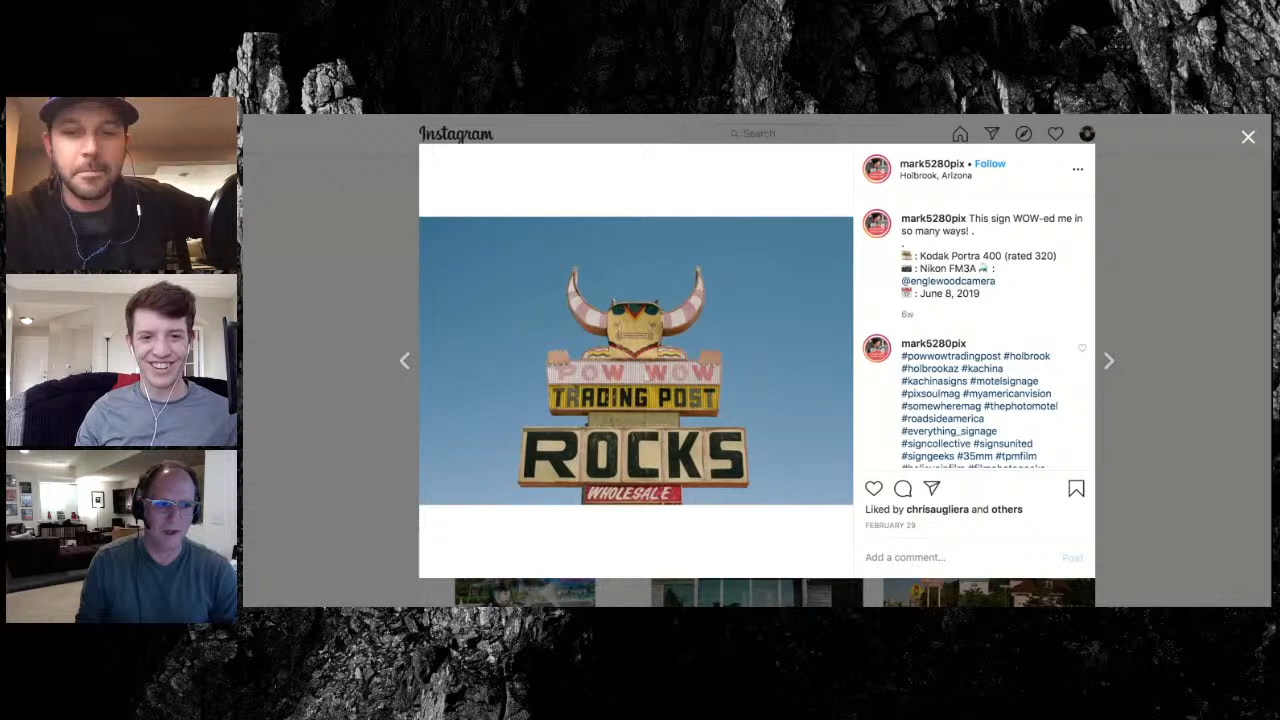 Instagram
Search
mark5280pix • Follow
Holbrook, Arizona
mark5280pix This sign WOW-ed me in
so many ways! .
.
: Kodak Portra 400 (rated 320)
: Nikon FM3A :
@englewoodcamera
: June 8, 2019
6w
mark5280pix
#powwowtradingpost #holbrook
#holbrookaz #kachina
#kachinasigns #motelsignage
#pixsoulmag #myamericanvision
#somewheremag #thephotomotel
#roadsideamerica
#everything_signage
#signcollective #signsunited
#signgeeks #35mm #tpmfilm
POW WOW
TRADING POST
ROCKS
WHOLESALE
Liked by chrisaugliera and others
FEBRUARY 29
Add a comment...
Post